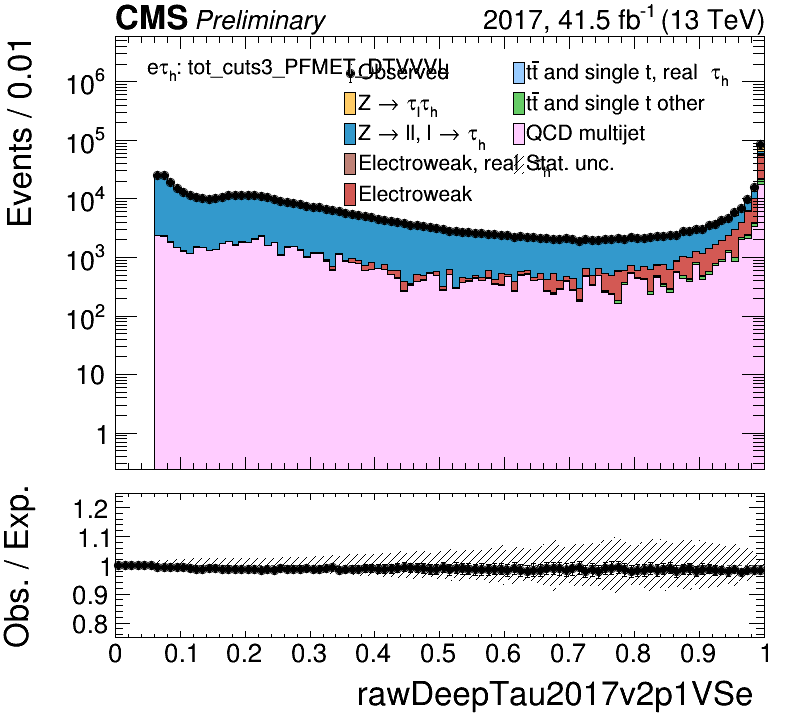 CMS Preliminary 2017, 41.5 fb⁻¹ (13 TeV)
Events / 0.01
eτh: tot_cuts3_PFMET_DTVVVL
Observed
Z → τlτh
Z → ll, l → τh
Electroweak, real τh
Electroweak
tt̄ and single t, real τh
tt̄ and single t other
QCD multijet
Stat. unc.
10⁶
10⁵
10⁴
10³
10²
10
1
Obs. / Exp.
1.2
1.1
1
0.9
0.8
0 0.1 0.2 0.3 0.4 0.5 0.6 0.7 0.8 0.9 1
rawDeepTau2017v2p1VSe